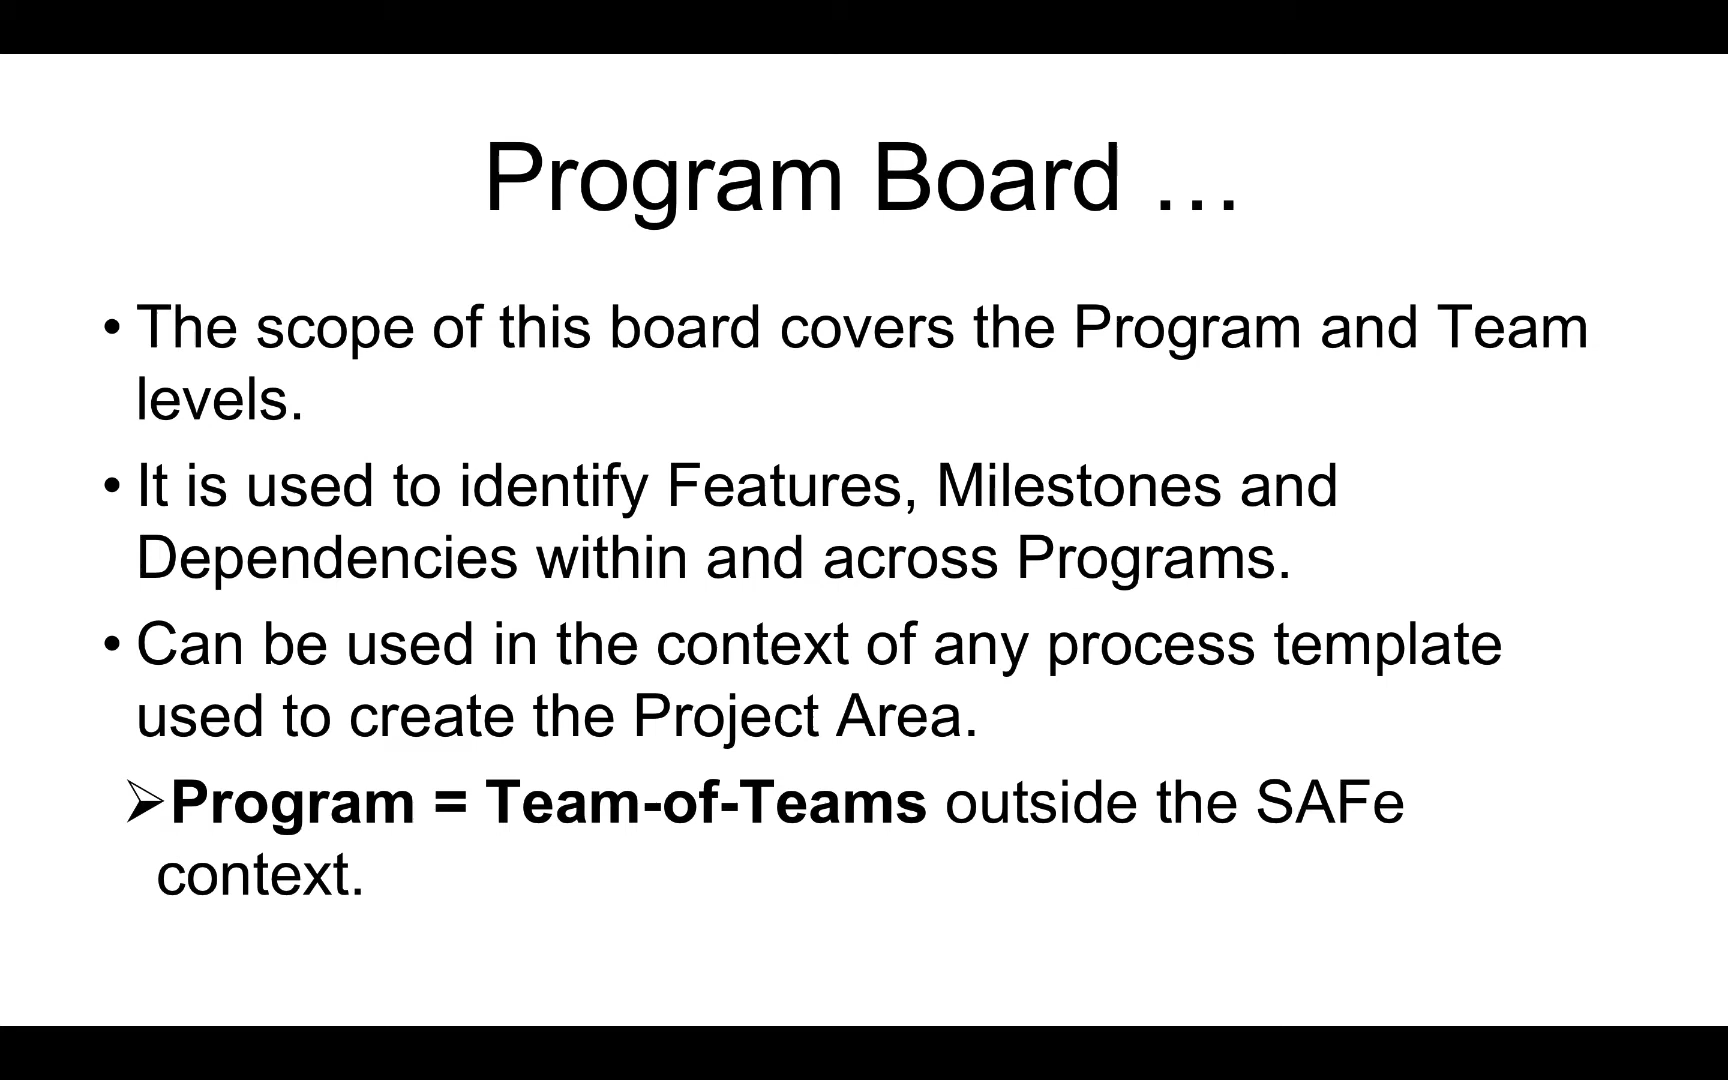 Program Board …
• The scope of this board covers the Program and Team
levels.
• It is used to identify Features, Milestones and
Dependencies within and across Programs.
• Can be used in the context of any process template
used to create the Project Area.
➢Program = Team-of-Teams outside the SAFe
context.